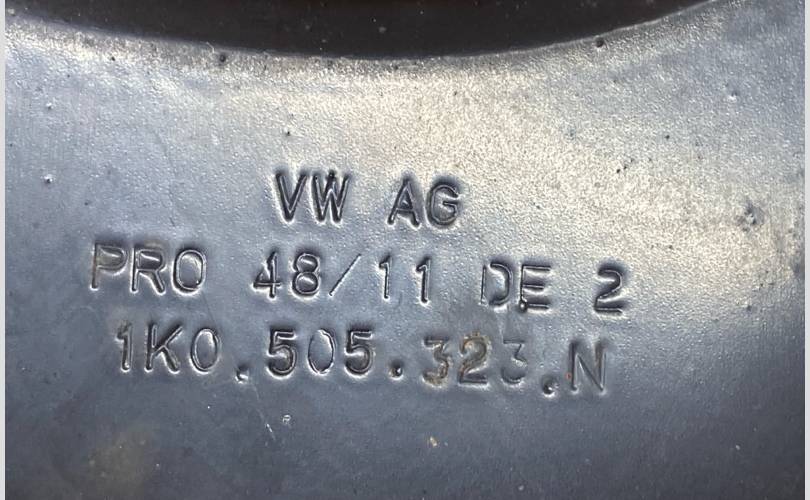 VW AG
PRO 48/11 DE 2
1K0.505.323.N